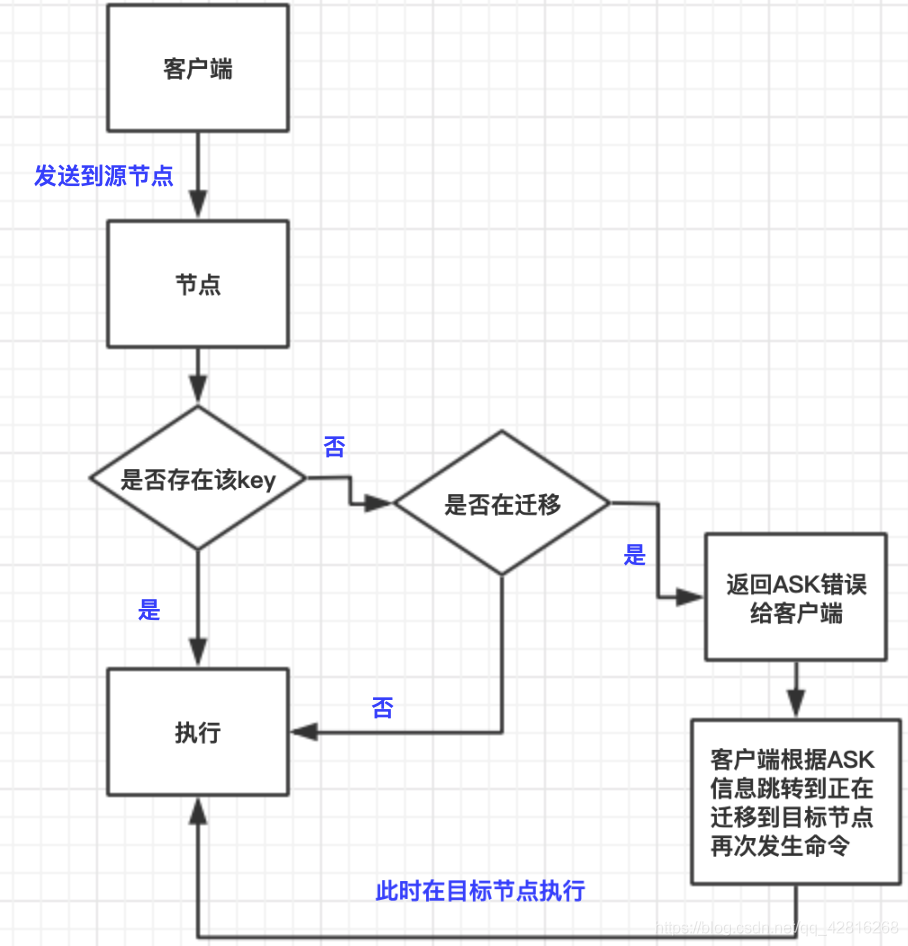 客户端
发送到源节点
节点
否
是否存在该key
是否在迁移
是
返回ASK错误
给客户端
是
否
执行
客户端根据ASK
信息跳转到正在
迁移到目标节点
再次发生命令
此时在目标节点执行
https://blog.csdn.net/qq_42816268